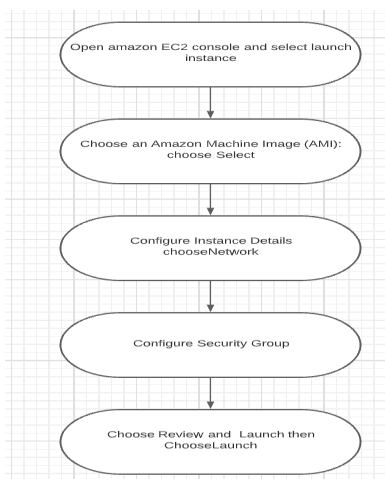 Open amazon EC2 console and select launch
instance
Choose an Amazon Machine Image (AMI):
choose Select
Configure Instance Details
chooseNetwork
Configure Security Group
Choose Review and  Launch then
ChooseLaunch